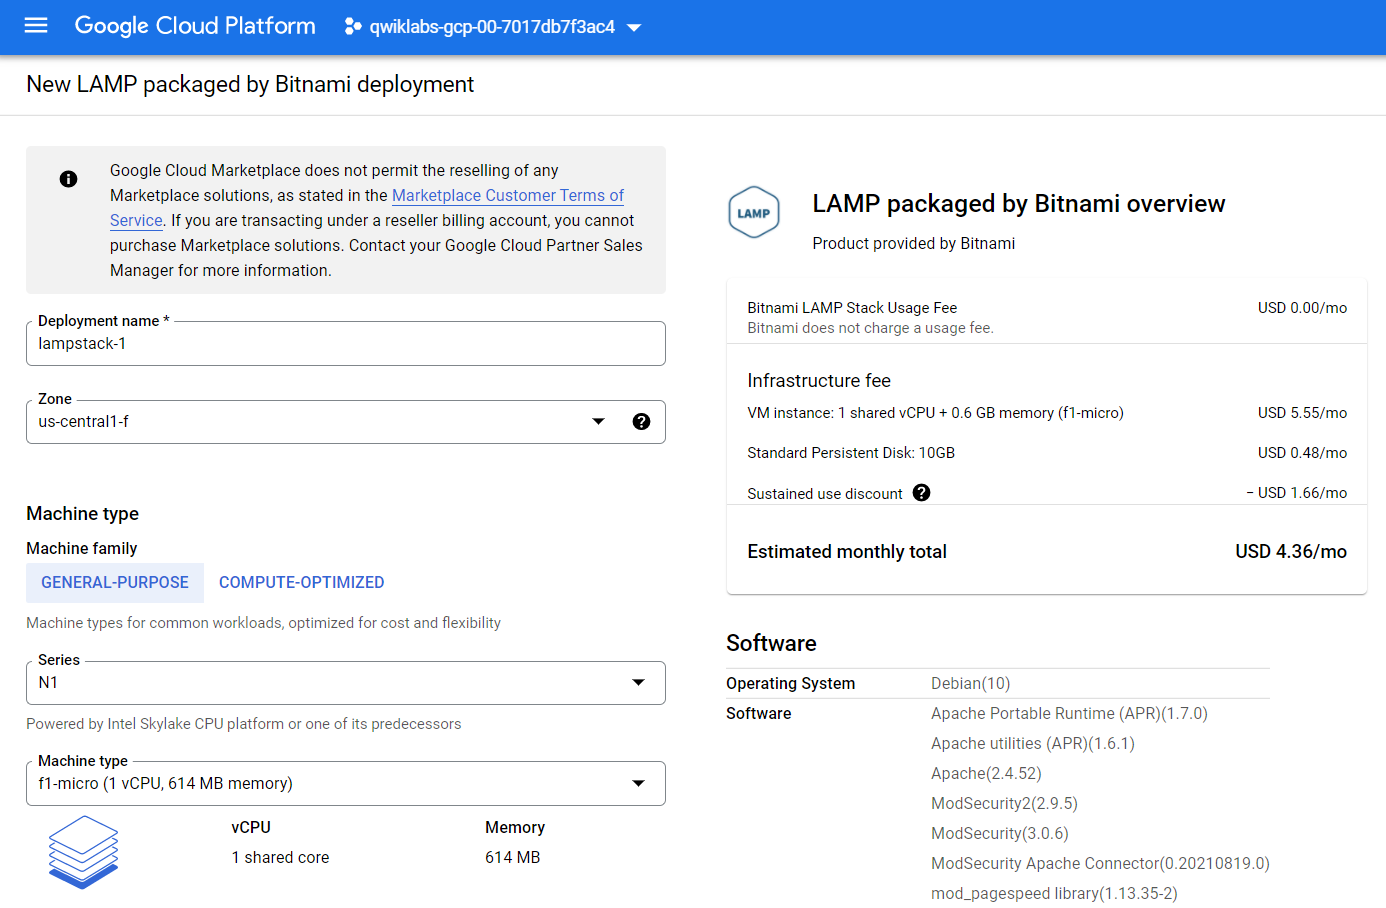 Google Cloud Platform
qwiklabs-gcp-00-7017db7f3ac4
New LAMP packaged by Bitnami deployment
Google Cloud Marketplace does not permit the reselling of any
Marketplace solutions, as stated in the Marketplace Customer Terms of
Service. If you are transacting under a reseller billing account, you cannot
purchase Marketplace solutions. Contact your Google Cloud Partner Sales
Manager for more information.
Deployment name *
lampstack-1
Zone
us-central1-f
Machine type
Machine family
GENERAL-PURPOSE COMPUTE-OPTIMIZED
Machine types for common workloads, optimized for cost and flexibility
Series
N1
Powered by Intel Skylake CPU platform or one of its predecessors
Machine type
f1-micro (1 vCPU, 614 MB memory)
vCPU Memory
1 shared core 614 MB
LAMP
LAMP packaged by Bitnami overview
Product provided by Bitnami
Bitnami LAMP Stack Usage Fee USD 0.00/mo
Bitnami does not charge a usage fee.
Infrastructure fee
VM instance: 1 shared vCPU + 0.6 GB memory (f1-micro) USD 5.55/mo
Standard Persistent Disk: 10GB USD 0.48/mo
Sustained use discount − USD 1.66/mo
Estimated monthly total USD 4.36/mo
Software
Operating System Debian(10)
Software Apache Portable Runtime (APR)(1.7.0)
Apache utilities (APR)(1.6.1)
Apache(2.4.52)
ModSecurity2(2.9.5)
ModSecurity(3.0.6)
ModSecurity Apache Connector(0.20210819.0)
mod_pagespeed library(1.13.35-2)